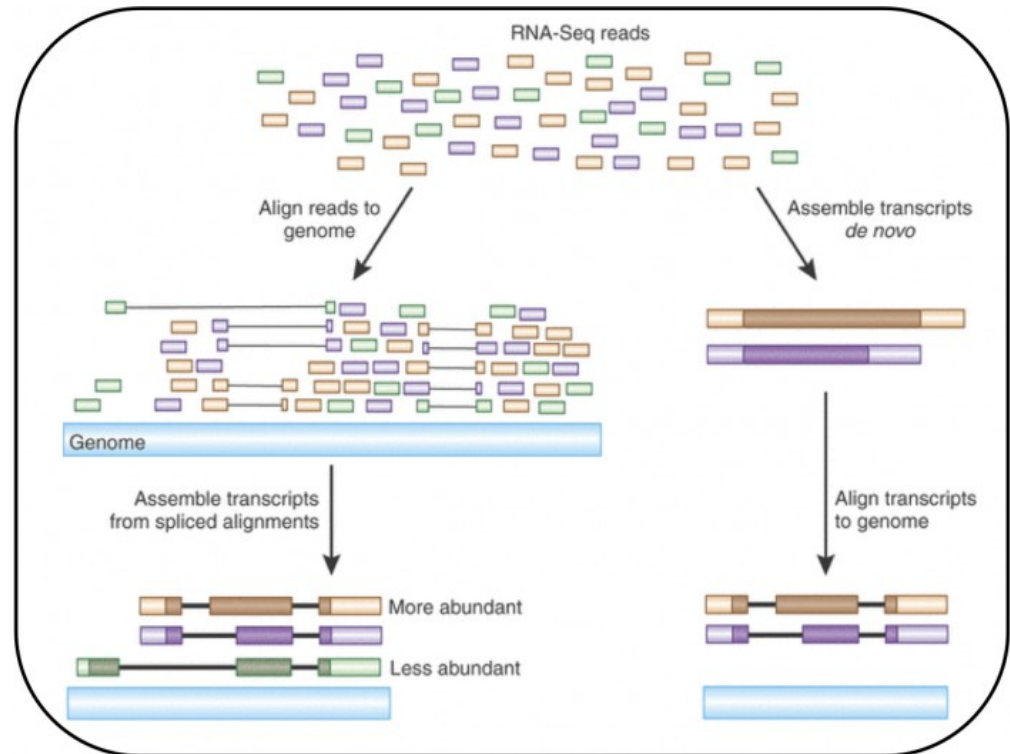 RNA-Seq reads
Align reads to
genome
Assemble transcripts
de novo
Genome
Assemble transcripts
from spliced alignments
Align transcripts
to genome
More abundant
Less abundant